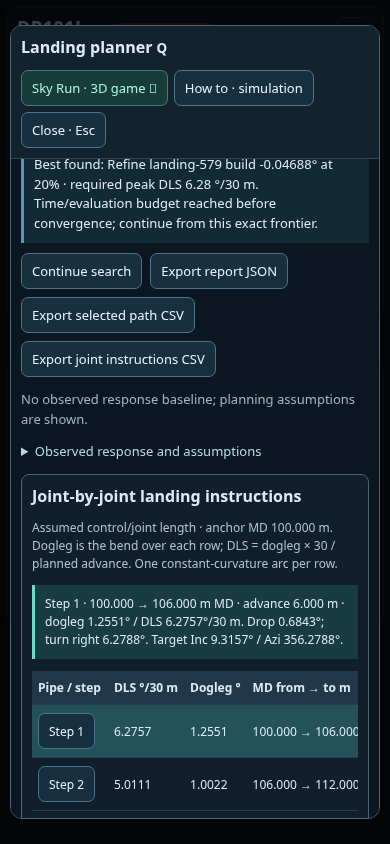 Landing planner Q
Sky Run · 3D game
How to · simulation
Close · Esc
Best found: Refine landing-579 build -0.04688° at
20% · required peak DLS 6.28 °/30 m.
Time/evaluation budget reached before
convergence; continue from this exact frontier.
Continue search
Export report JSON
Export selected path CSV
Export joint instructions CSV
No observed response baseline; planning assumptions
are shown.
▶ Observed response and assumptions
Joint-by-joint landing instructions
Assumed control/joint length · anchor MD 100.000 m.
Dogleg is the bend over each row; DLS = dogleg × 30 /
planned advance. One constant-curvature arc per row.
Step 1 · 100.000 → 106.000 m MD · advance 6.000 m ·
dogleg 1.2551° / DLS 6.2757°/30 m. Drop 0.6843°;
turn right 6.2788°. Target Inc 9.3157° / Azi 356.2788°.
Pipe / step DLS °/30 m Dogleg ° MD from → to m
Step 1 6.2757 1.2551 100.000 → 106.000
Step 2 5.0111 1.0022 106.000 → 112.000